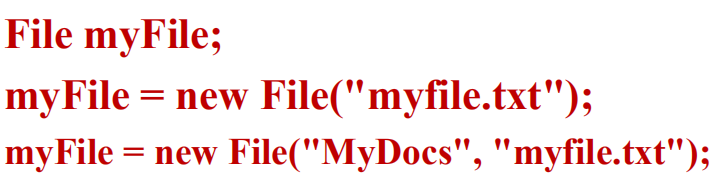 File myFile;
myFile = new File("myfile.txt");
myFile = new File("MyDocs", "myfile.txt");